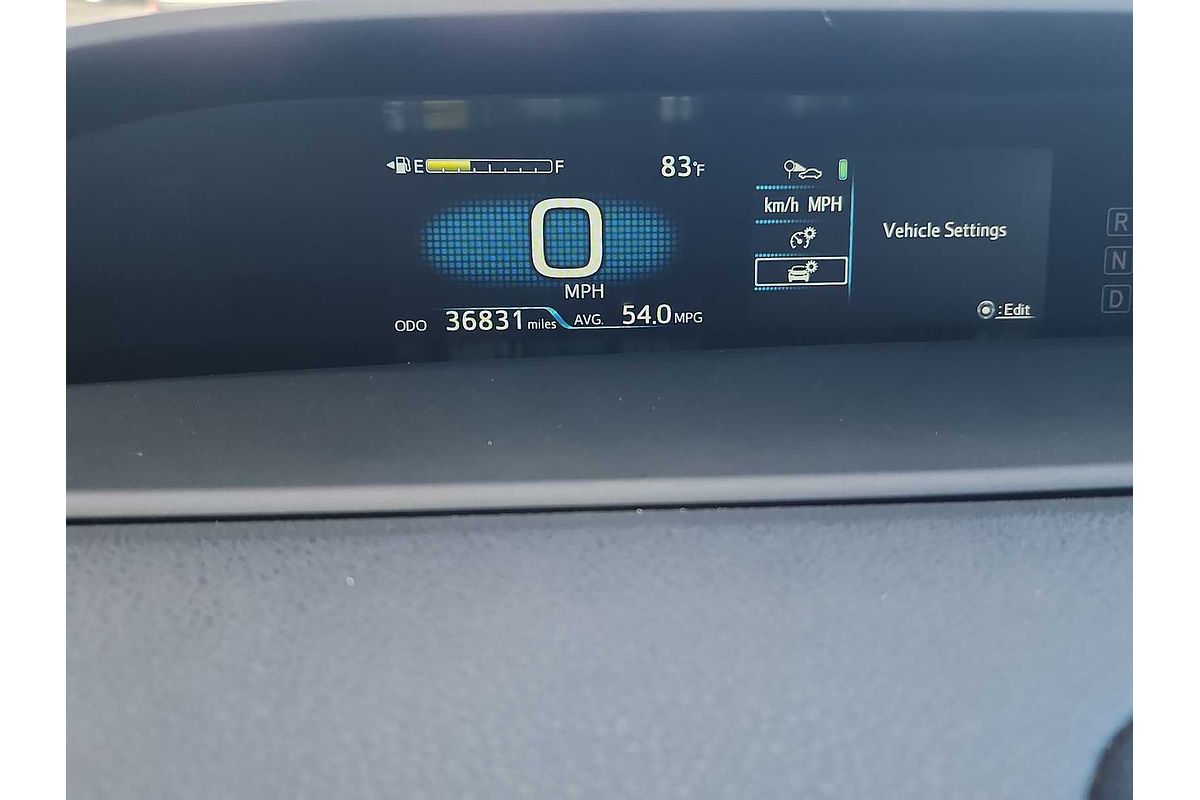 E F 83°F
km/h MPH
0
MPH
Vehicle Settings
ODO 36831 miles AVG. 54.0 MPG
:Edit
R
N
D